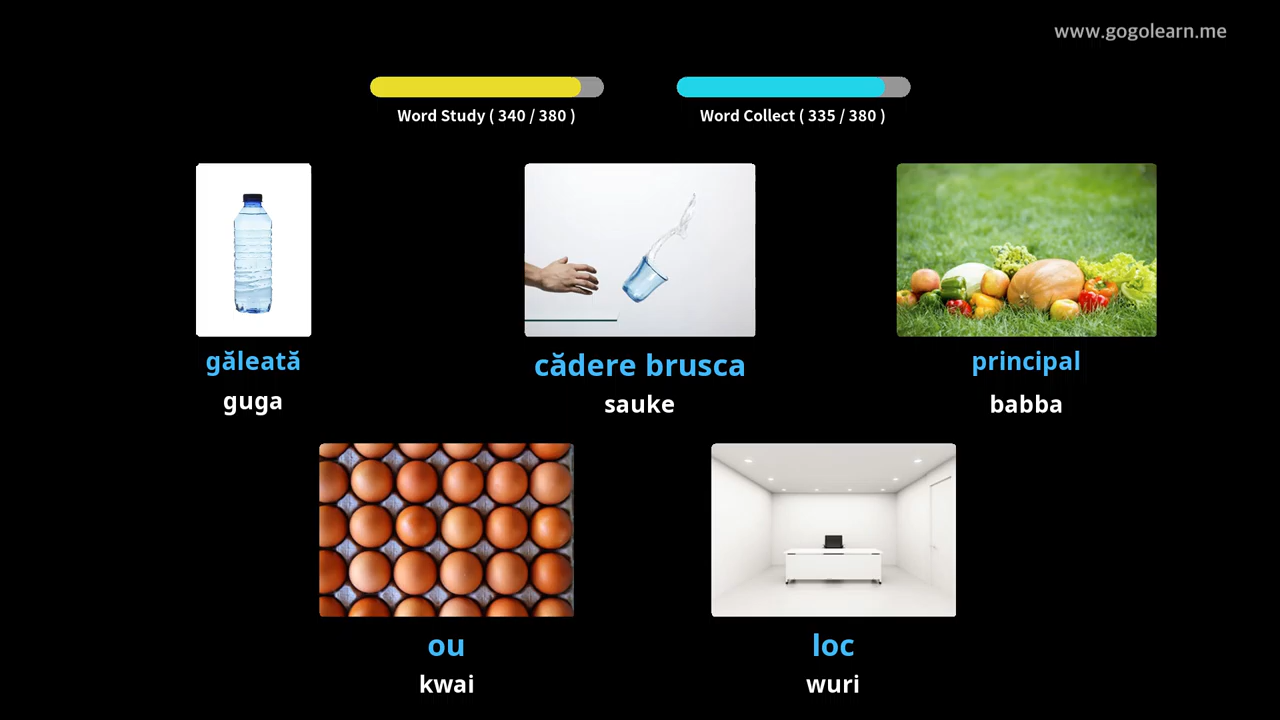 www.gogolearn.me
Word Study ( 340 / 380 )
Word Collect ( 335 / 380 )
găleată
guga
cădere brusca
sauke
principal
babba
ou
kwai
loc
wuri